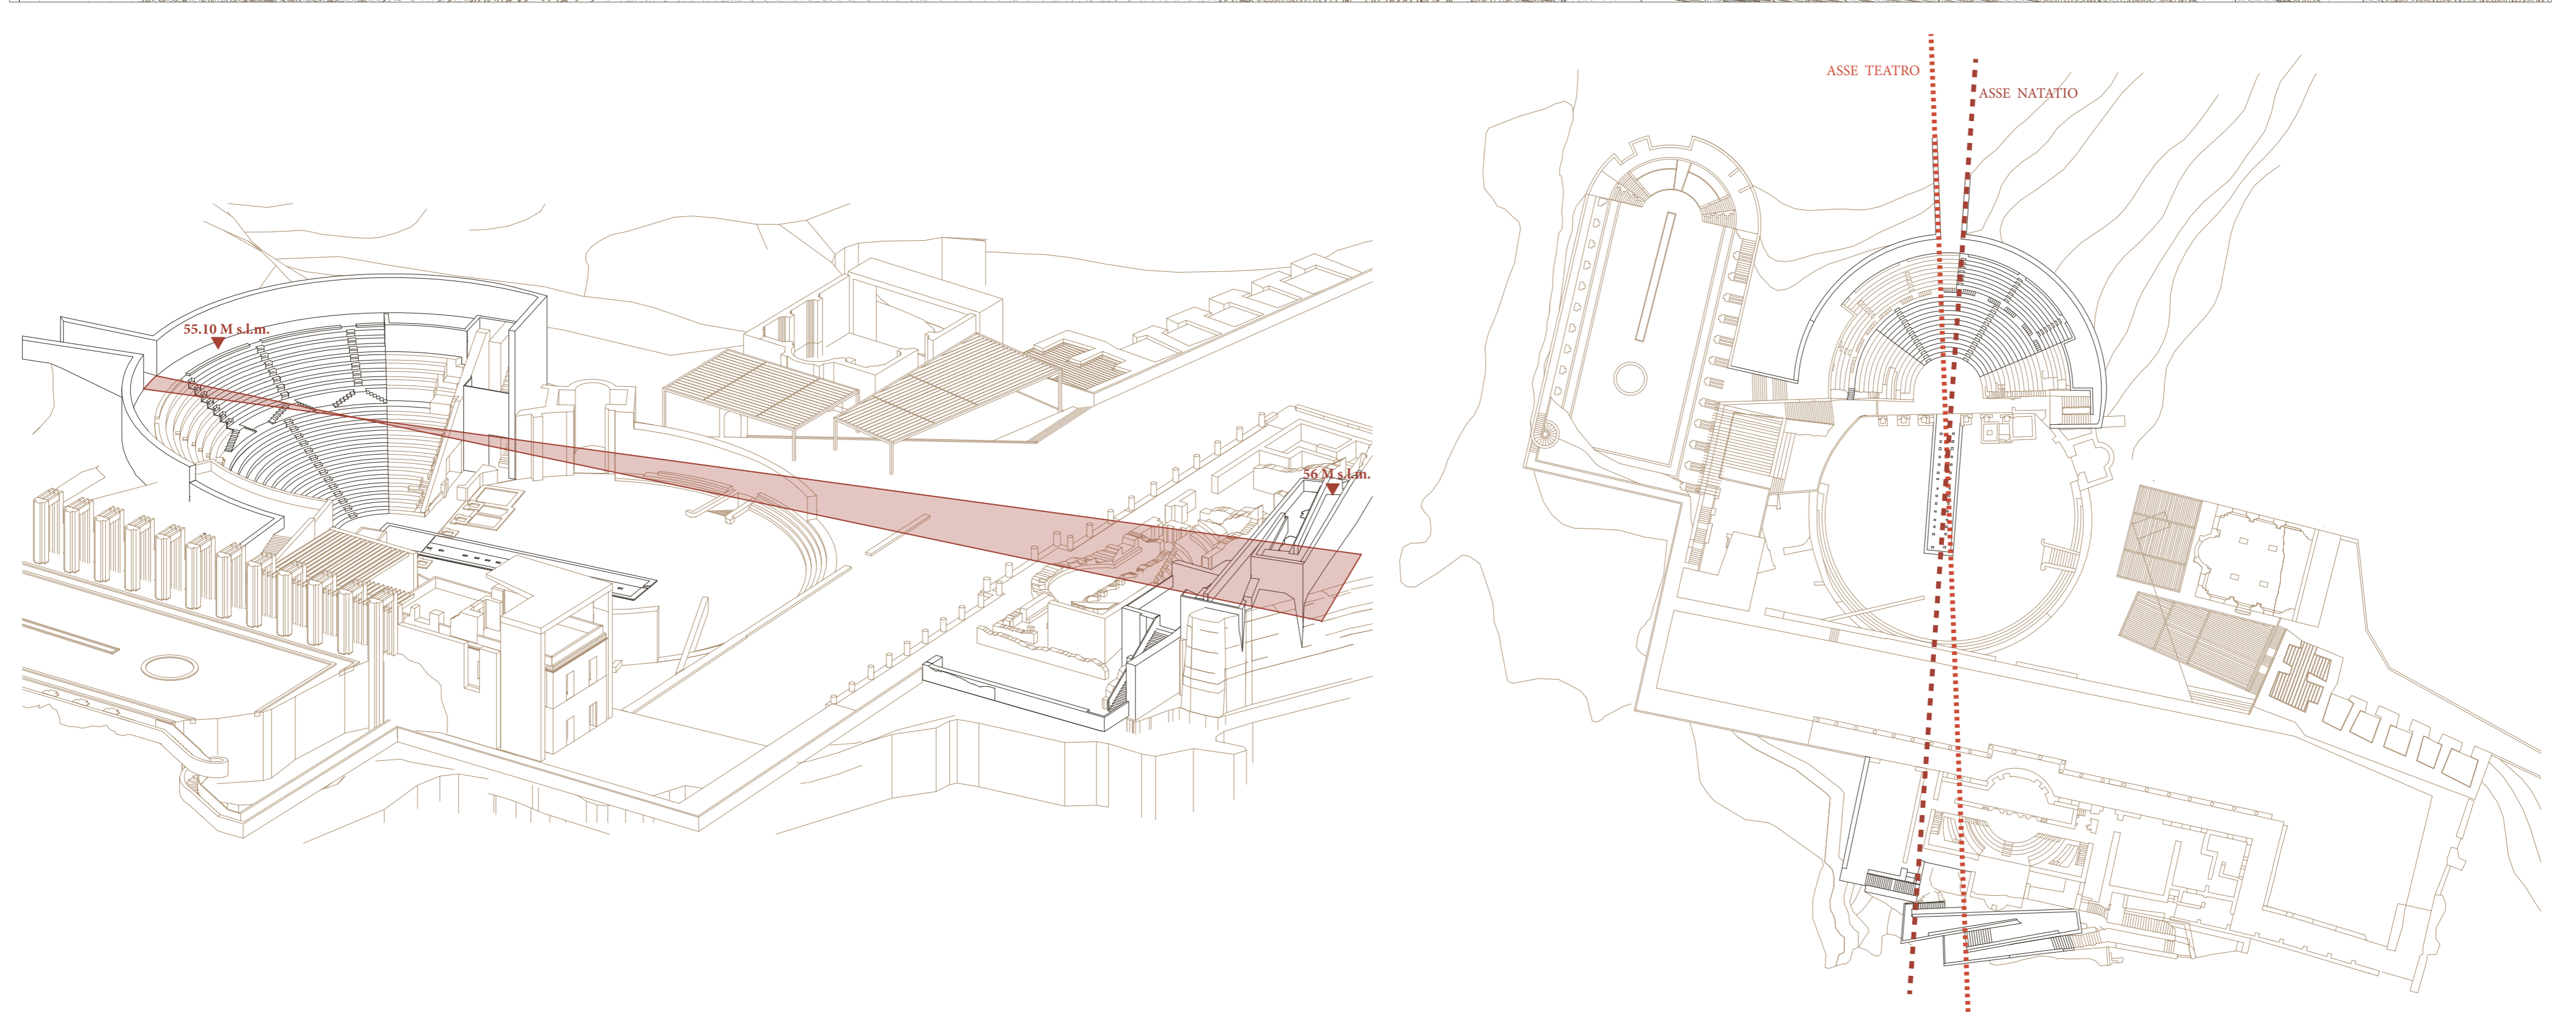 ASSE TEATRO
ASSE NATATIO
55.10 M s.l.m.
56 M s.l.m.